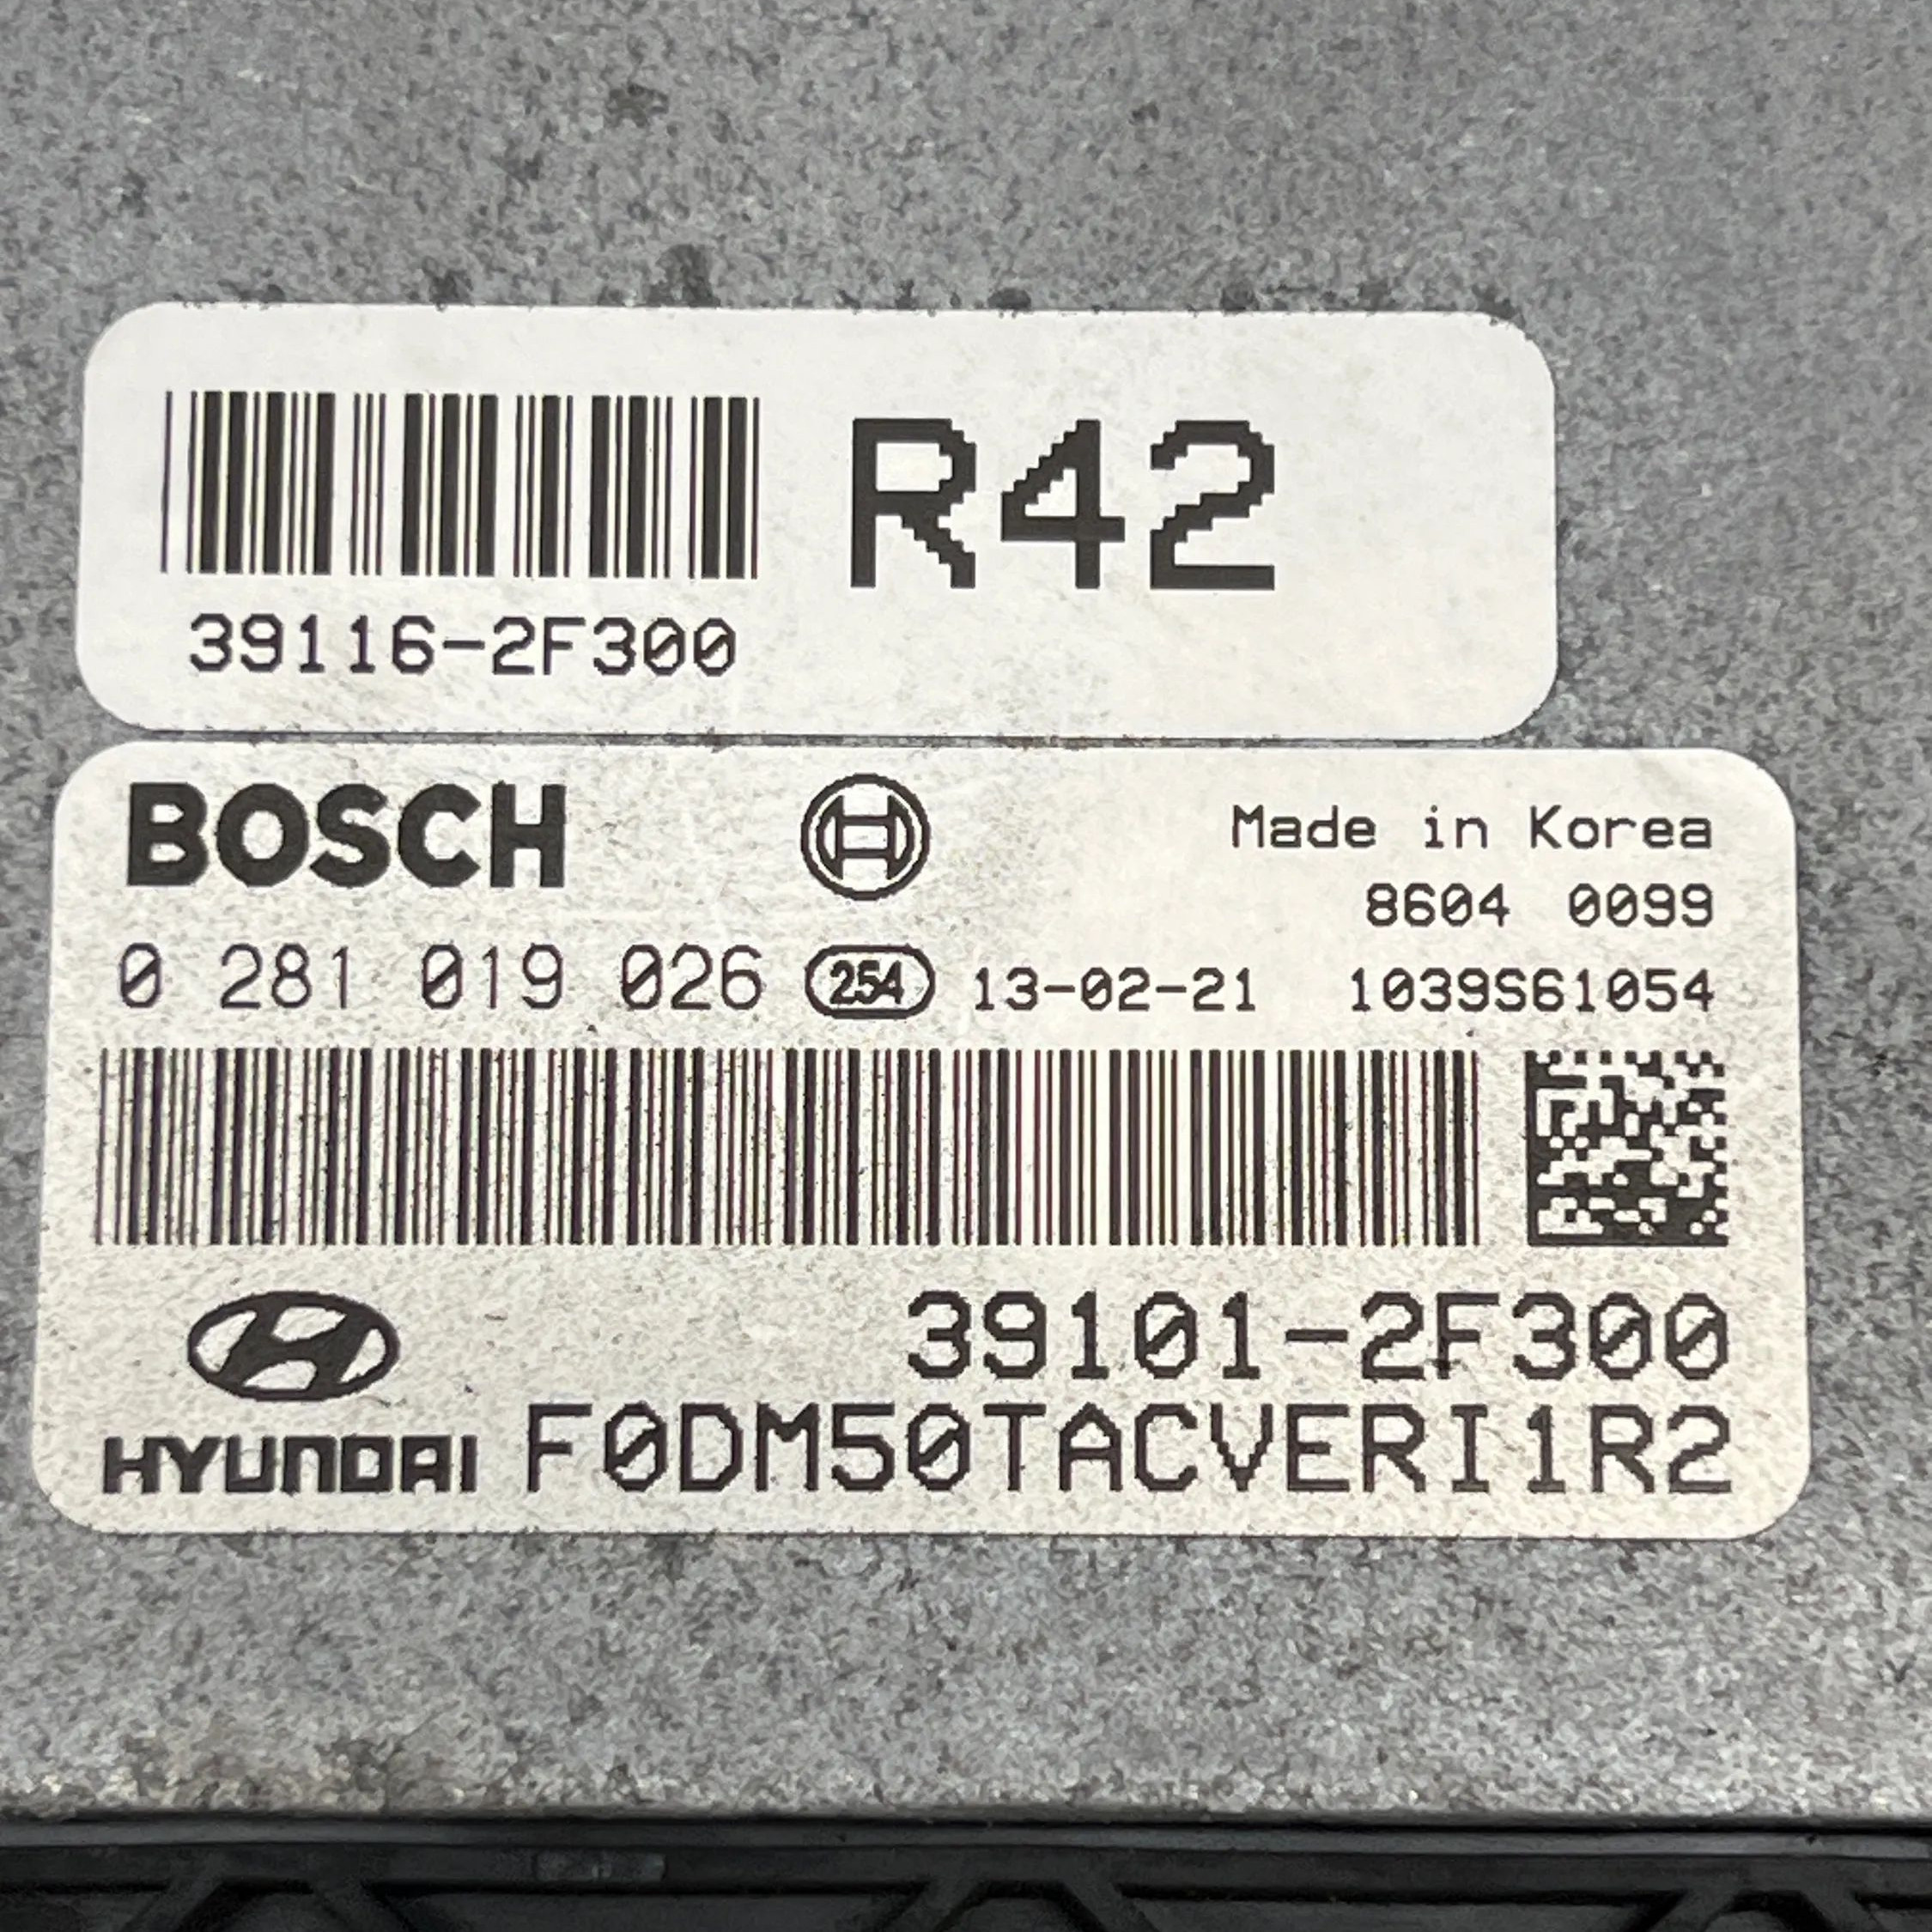 R42
39116-2F300
BOSCH Made in Korea
8604 0099
0 281 019 026 254 13-02-21 1039S61054
39101-2F300
HYUNDAI F0DM50TACVERI1R2